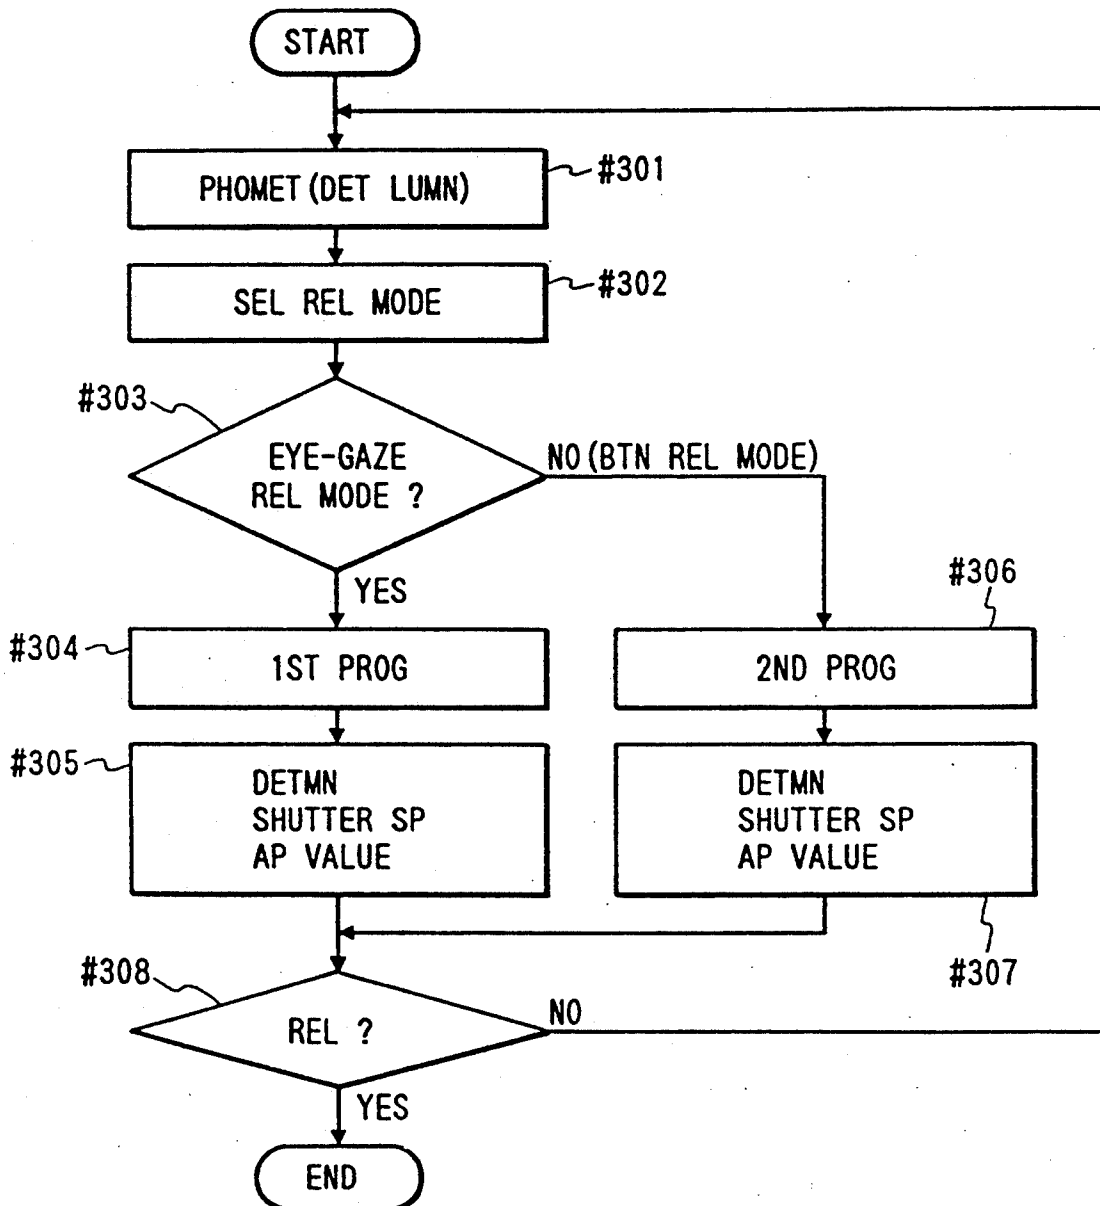 START
PHOMET (DET LUMN)
#301
SEL REL MODE
#302
#303
EYE-GAZE
REL MODE ?
NO (BTN REL MODE)
YES
#304
1ST PROG
#306
2ND PROG
#305
DETMN
SHUTTER SP
AP VALUE
DETMN
SHUTTER SP
AP VALUE
#307
#308
REL ?
NO
YES
END